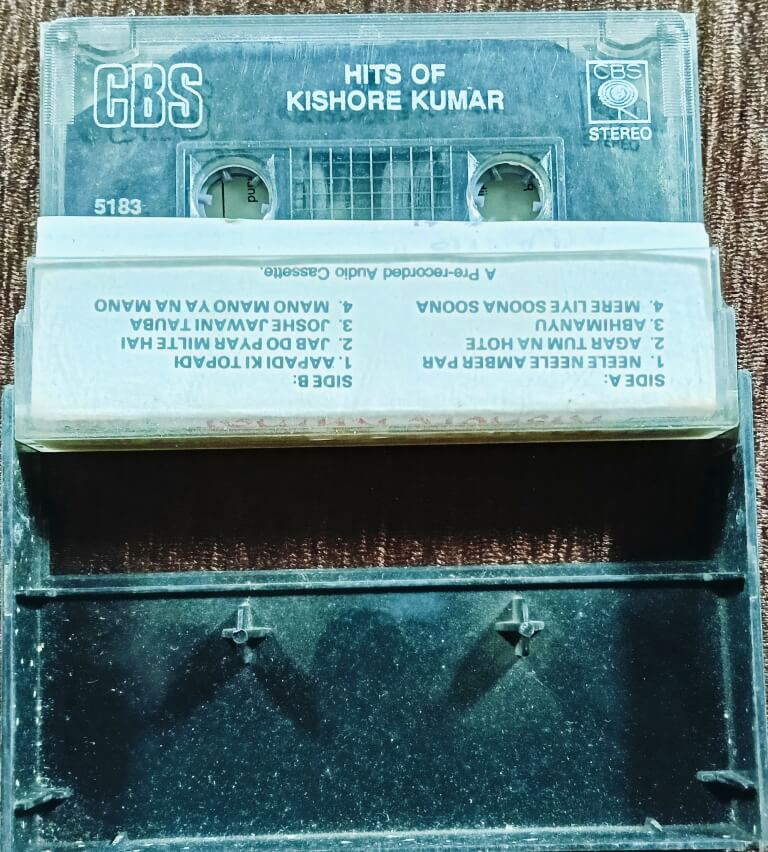 CBS
HITS OF
KISHORE KUMAR
CBS
STEREO
5183
SIDE A:
1. NEELE NEELE AMBER PAR
2. AGAR TUM NA HOTE
3. ABHIMANYU
4. MERE LIYE SOONA SOONA
SIDE B:
1. AAPADI KI TOPADI
2. JAB DO PYAR MILTE HAI
3. JOSHE JAWANI TAUBA
4. MANO MANO YA NA MANO
A Pre-recorded Audio Cassette.